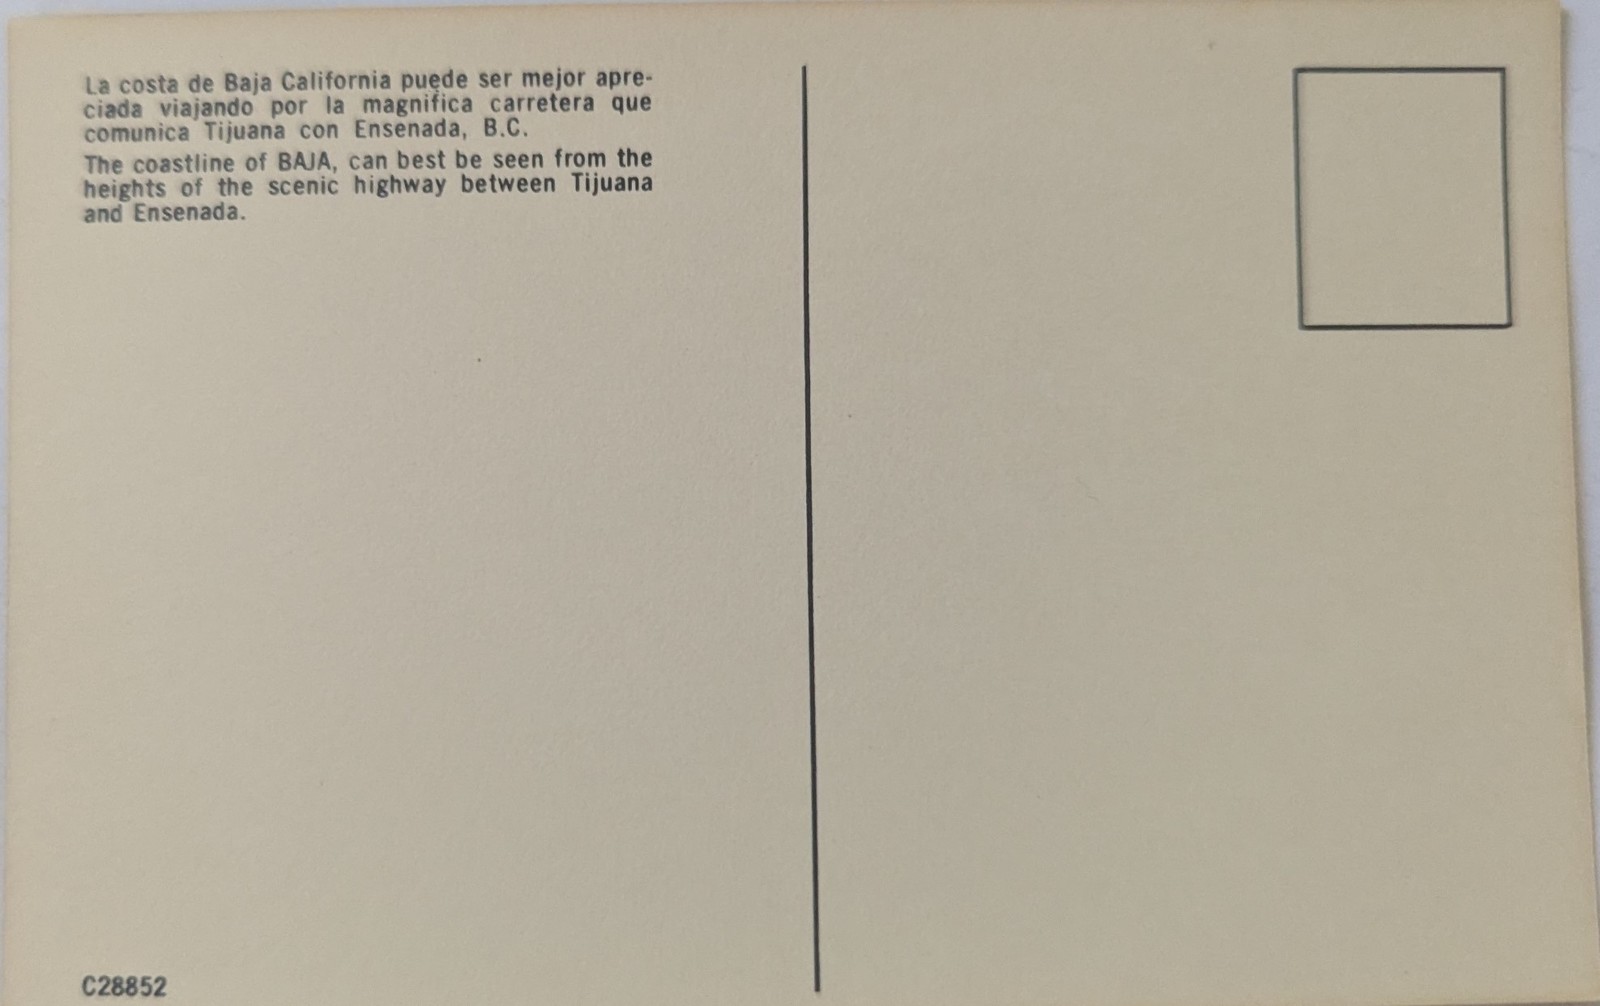 La costa de Baja California puede ser mejor apre-
ciada viajando por la magnifica carretera que
comunica Tijuana con Ensenada, B.C.
The coastline of BAJA, can best be seen from the
heights of the scenic highway between Tijuana
and Ensenada.
C28852